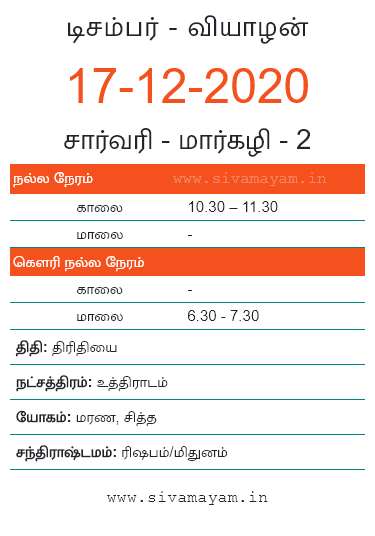 டிசம்பர் - வியாழன்
17-12-2020
சார்வரி - மார்கழி - 2
நல்ல நேரம் www.sivamayam.in
காலை 10.30 – 11.30
மாலை -
கௌரி நல்ல நேரம்
காலை -
மாலை 6.30 - 7.30
திதி: திரிதியை
நட்சத்திரம்: உத்திராடம்
யோகம்: மரண, சித்த
சந்திராஷ்டமம்: ரிஷபம்/மிதுனம்
www.sivamayam.in